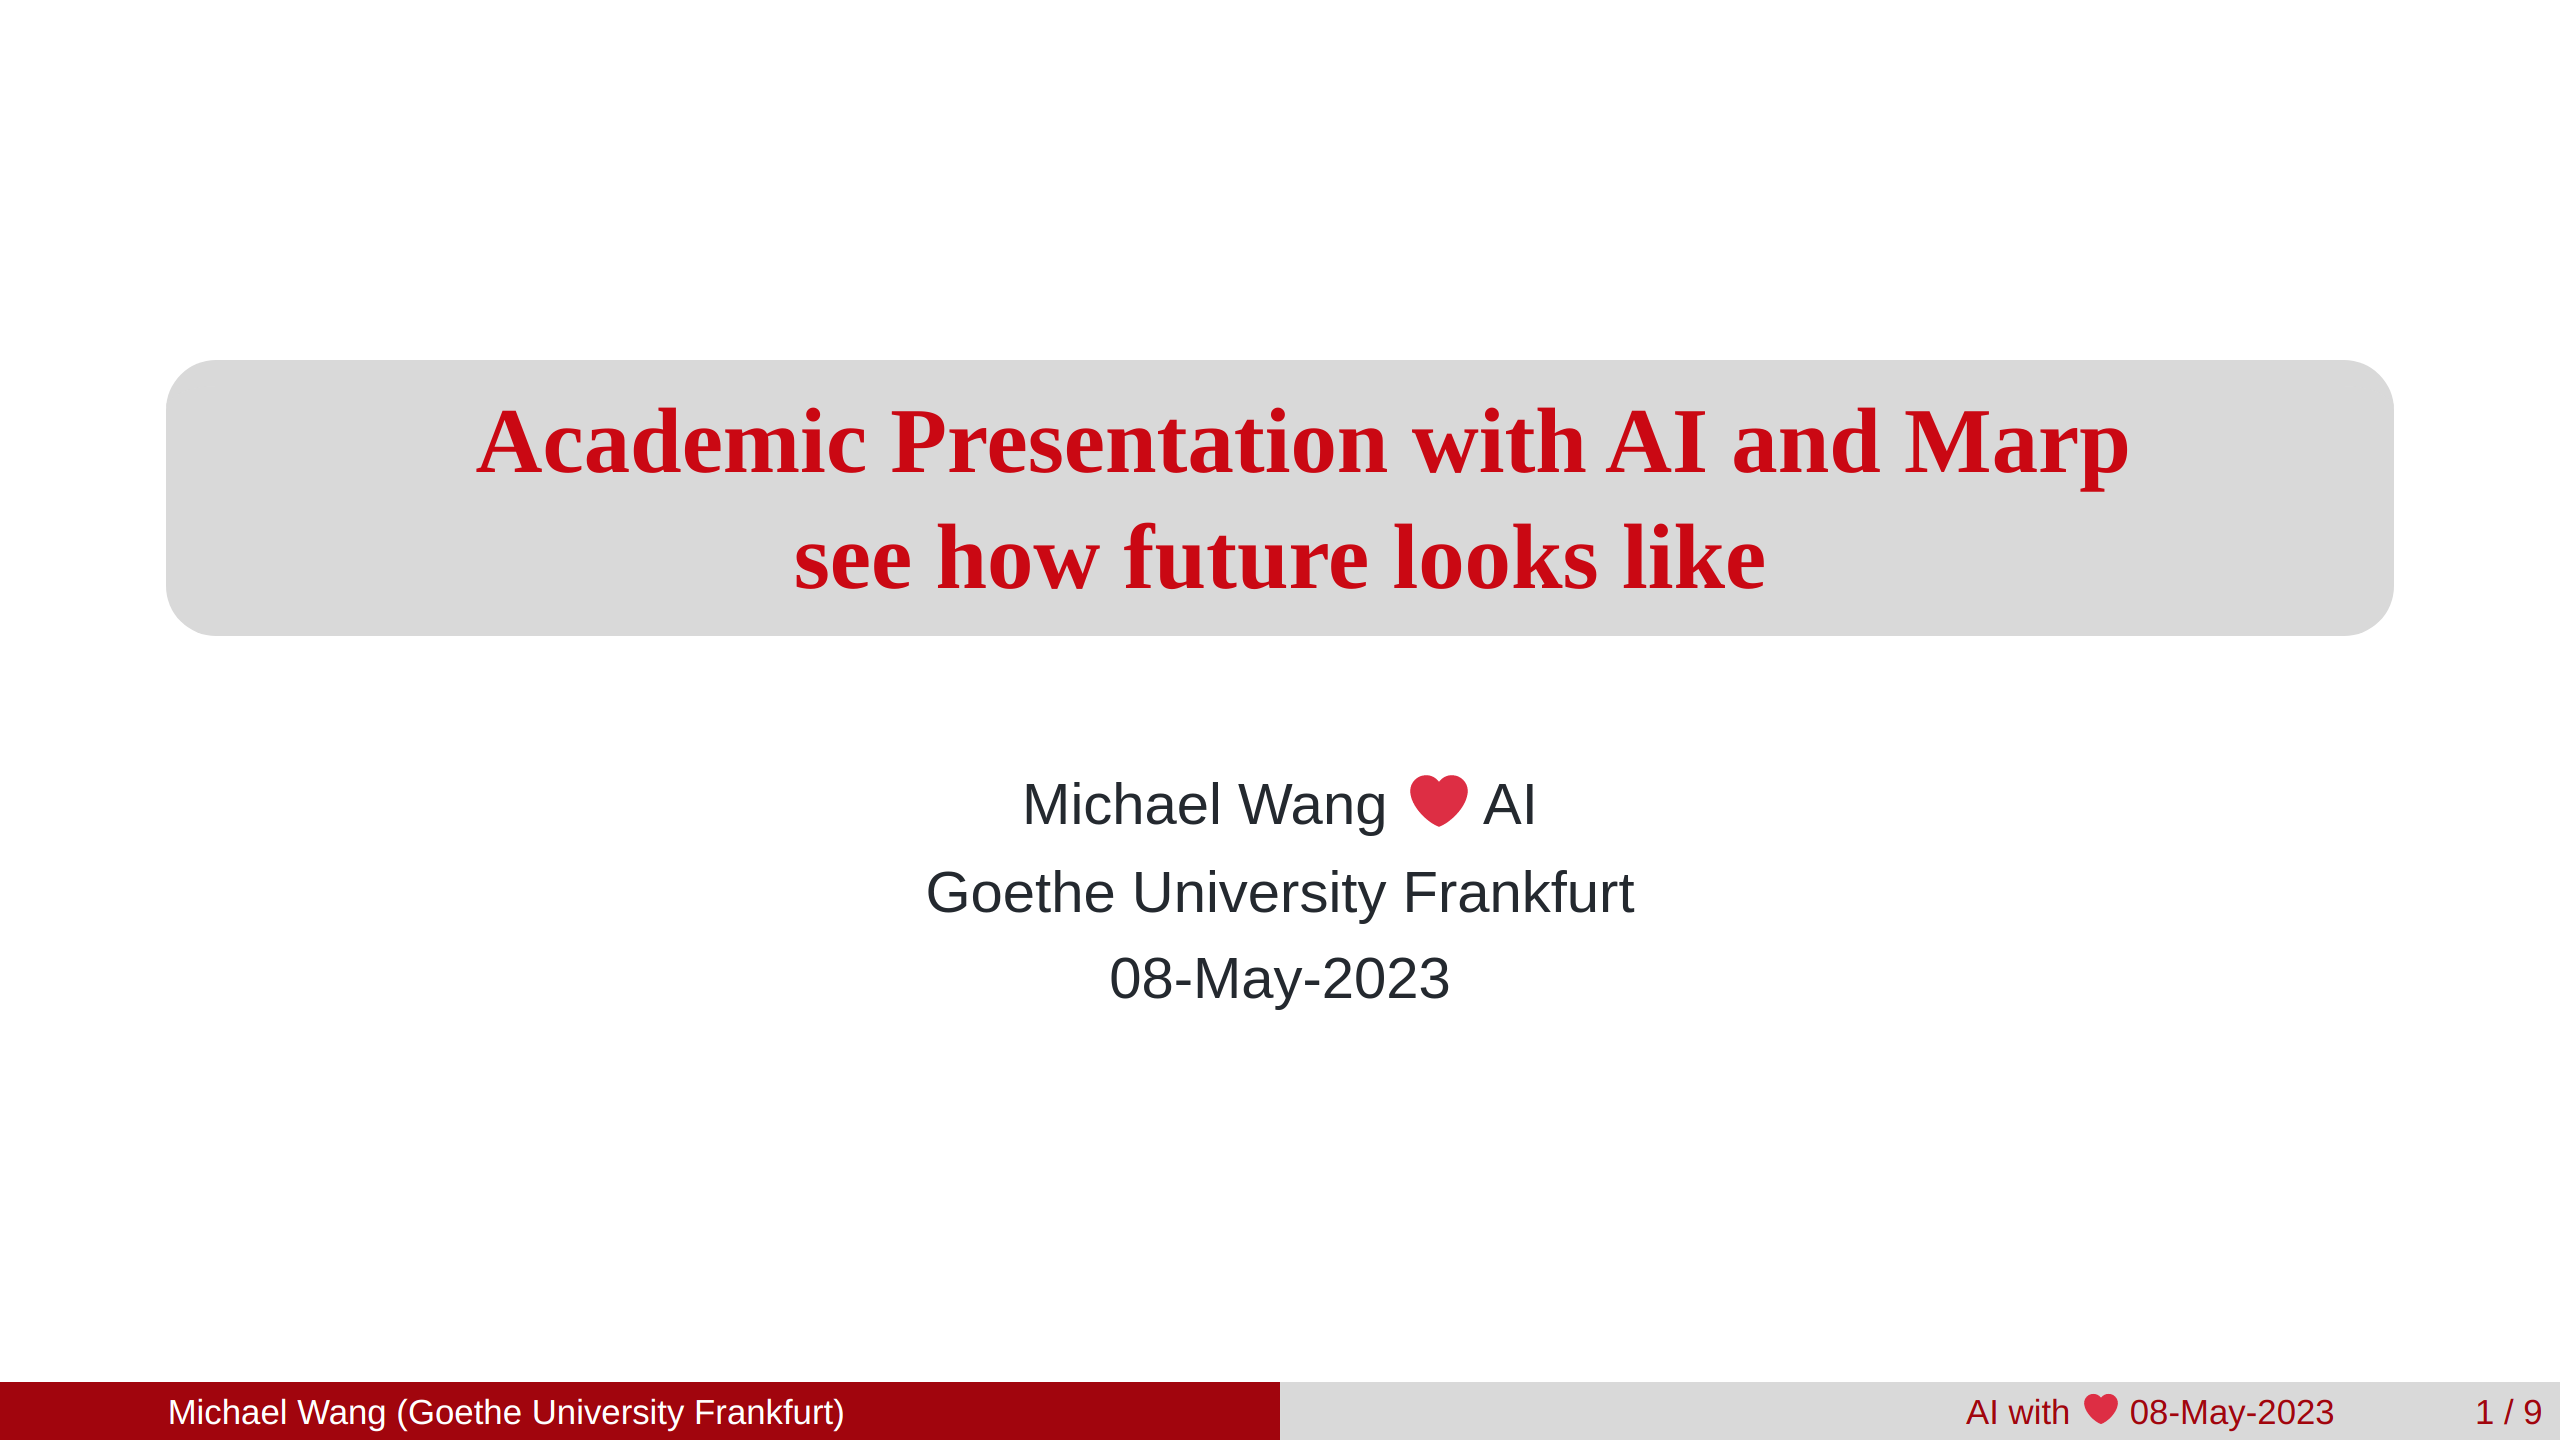 Academic Presentation with AI and Marp
see how future looks like
Michael Wang ❤️ AI
Goethe University Frankfurt
08-May-2023
Michael Wang (Goethe University Frankfurt)
AI with ❤️ 08-May-2023
1 / 9